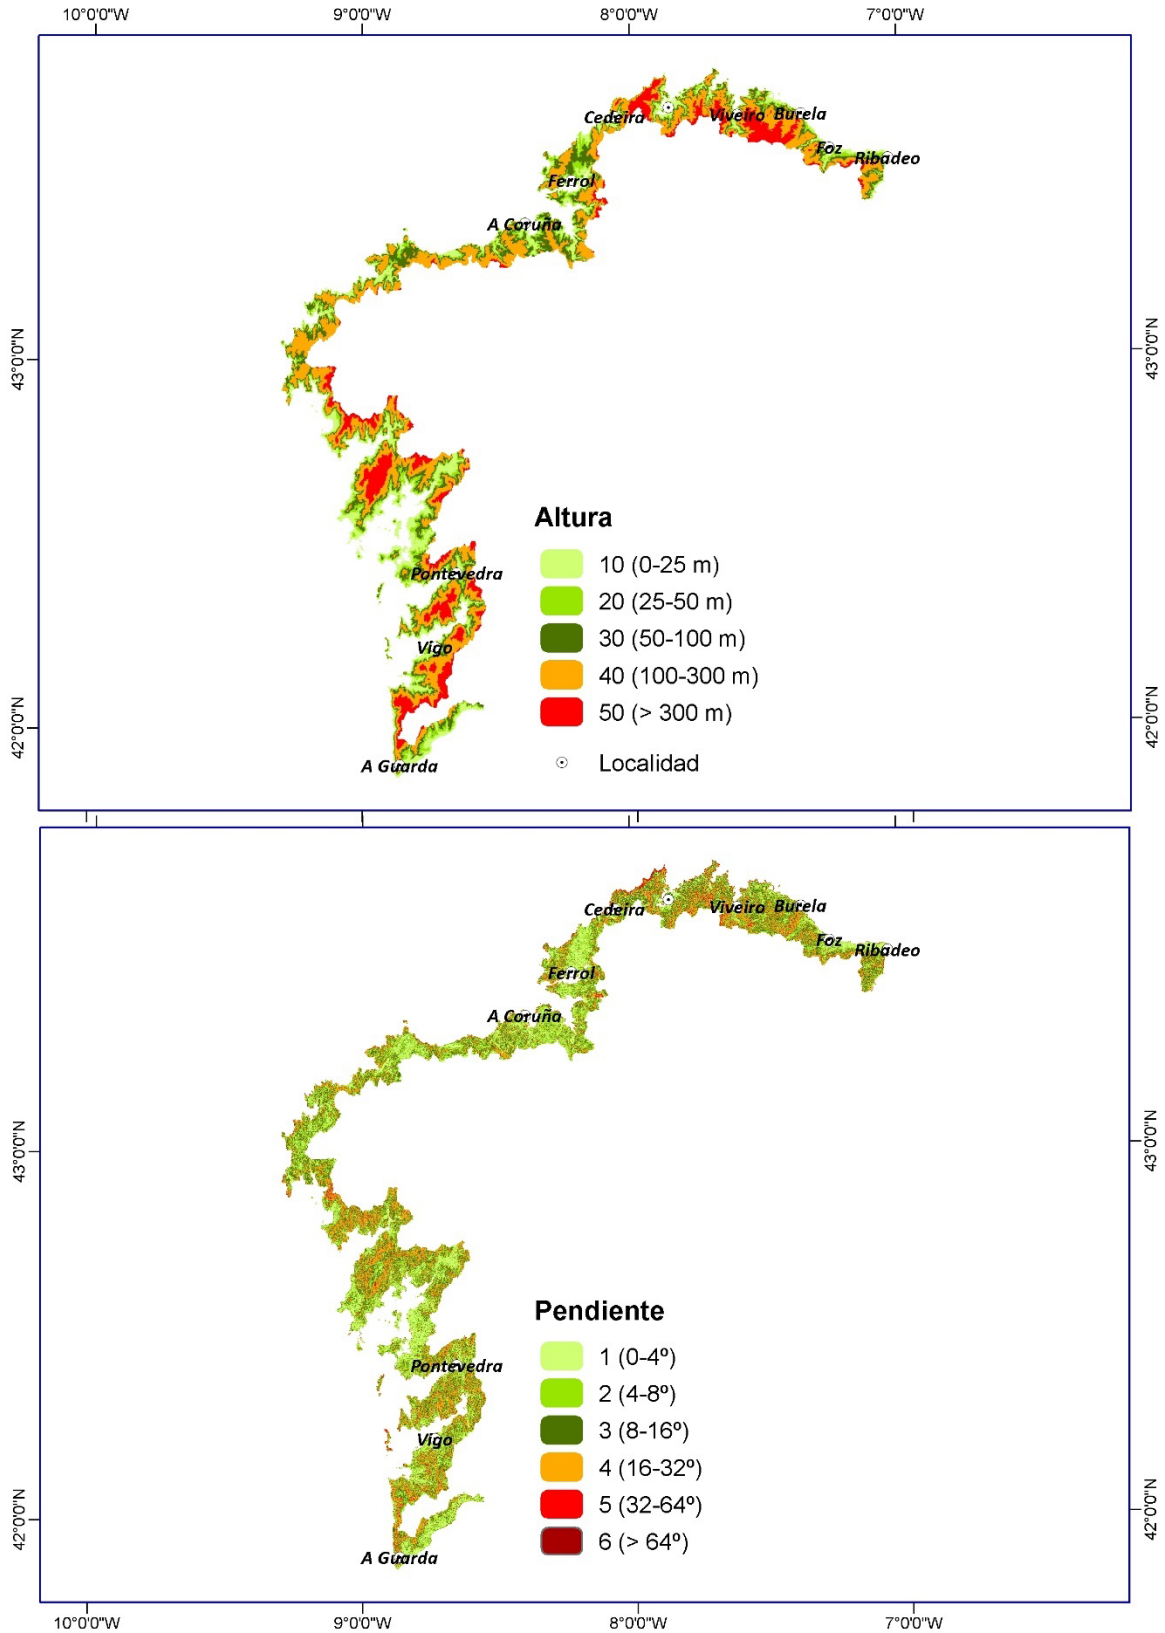 10°0'0"W 9°0'0"W 8°0'0"W 7°0'0"W
Cedeira
Viveiro
Burela
Foz
Ribadeo
Ferrol
A Coruña
43°0'0"N
43°0'0"N
Pontevedra
Vigo
A Guarda
42°0'0"N
42°0'0"N
Altura
10 (0-25 m)
20 (25-50 m)
30 (50-100 m)
40 (100-300 m)
50 (> 300 m)
Localidad
Cedeira
Viveiro
Burela
Foz
Ribadeo
Ferrol
A Coruña
43°0'0"N
43°0'0"N
Pontevedra
Vigo
A Guarda
42°0'0"N
42°0'0"N
Pendiente
1 (0-4º)
2 (4-8º)
3 (8-16º)
4 (16-32º)
5 (32-64º)
6 (> 64º)
10°0'0"W 9°0'0"W 8°0'0"W 7°0'0"W